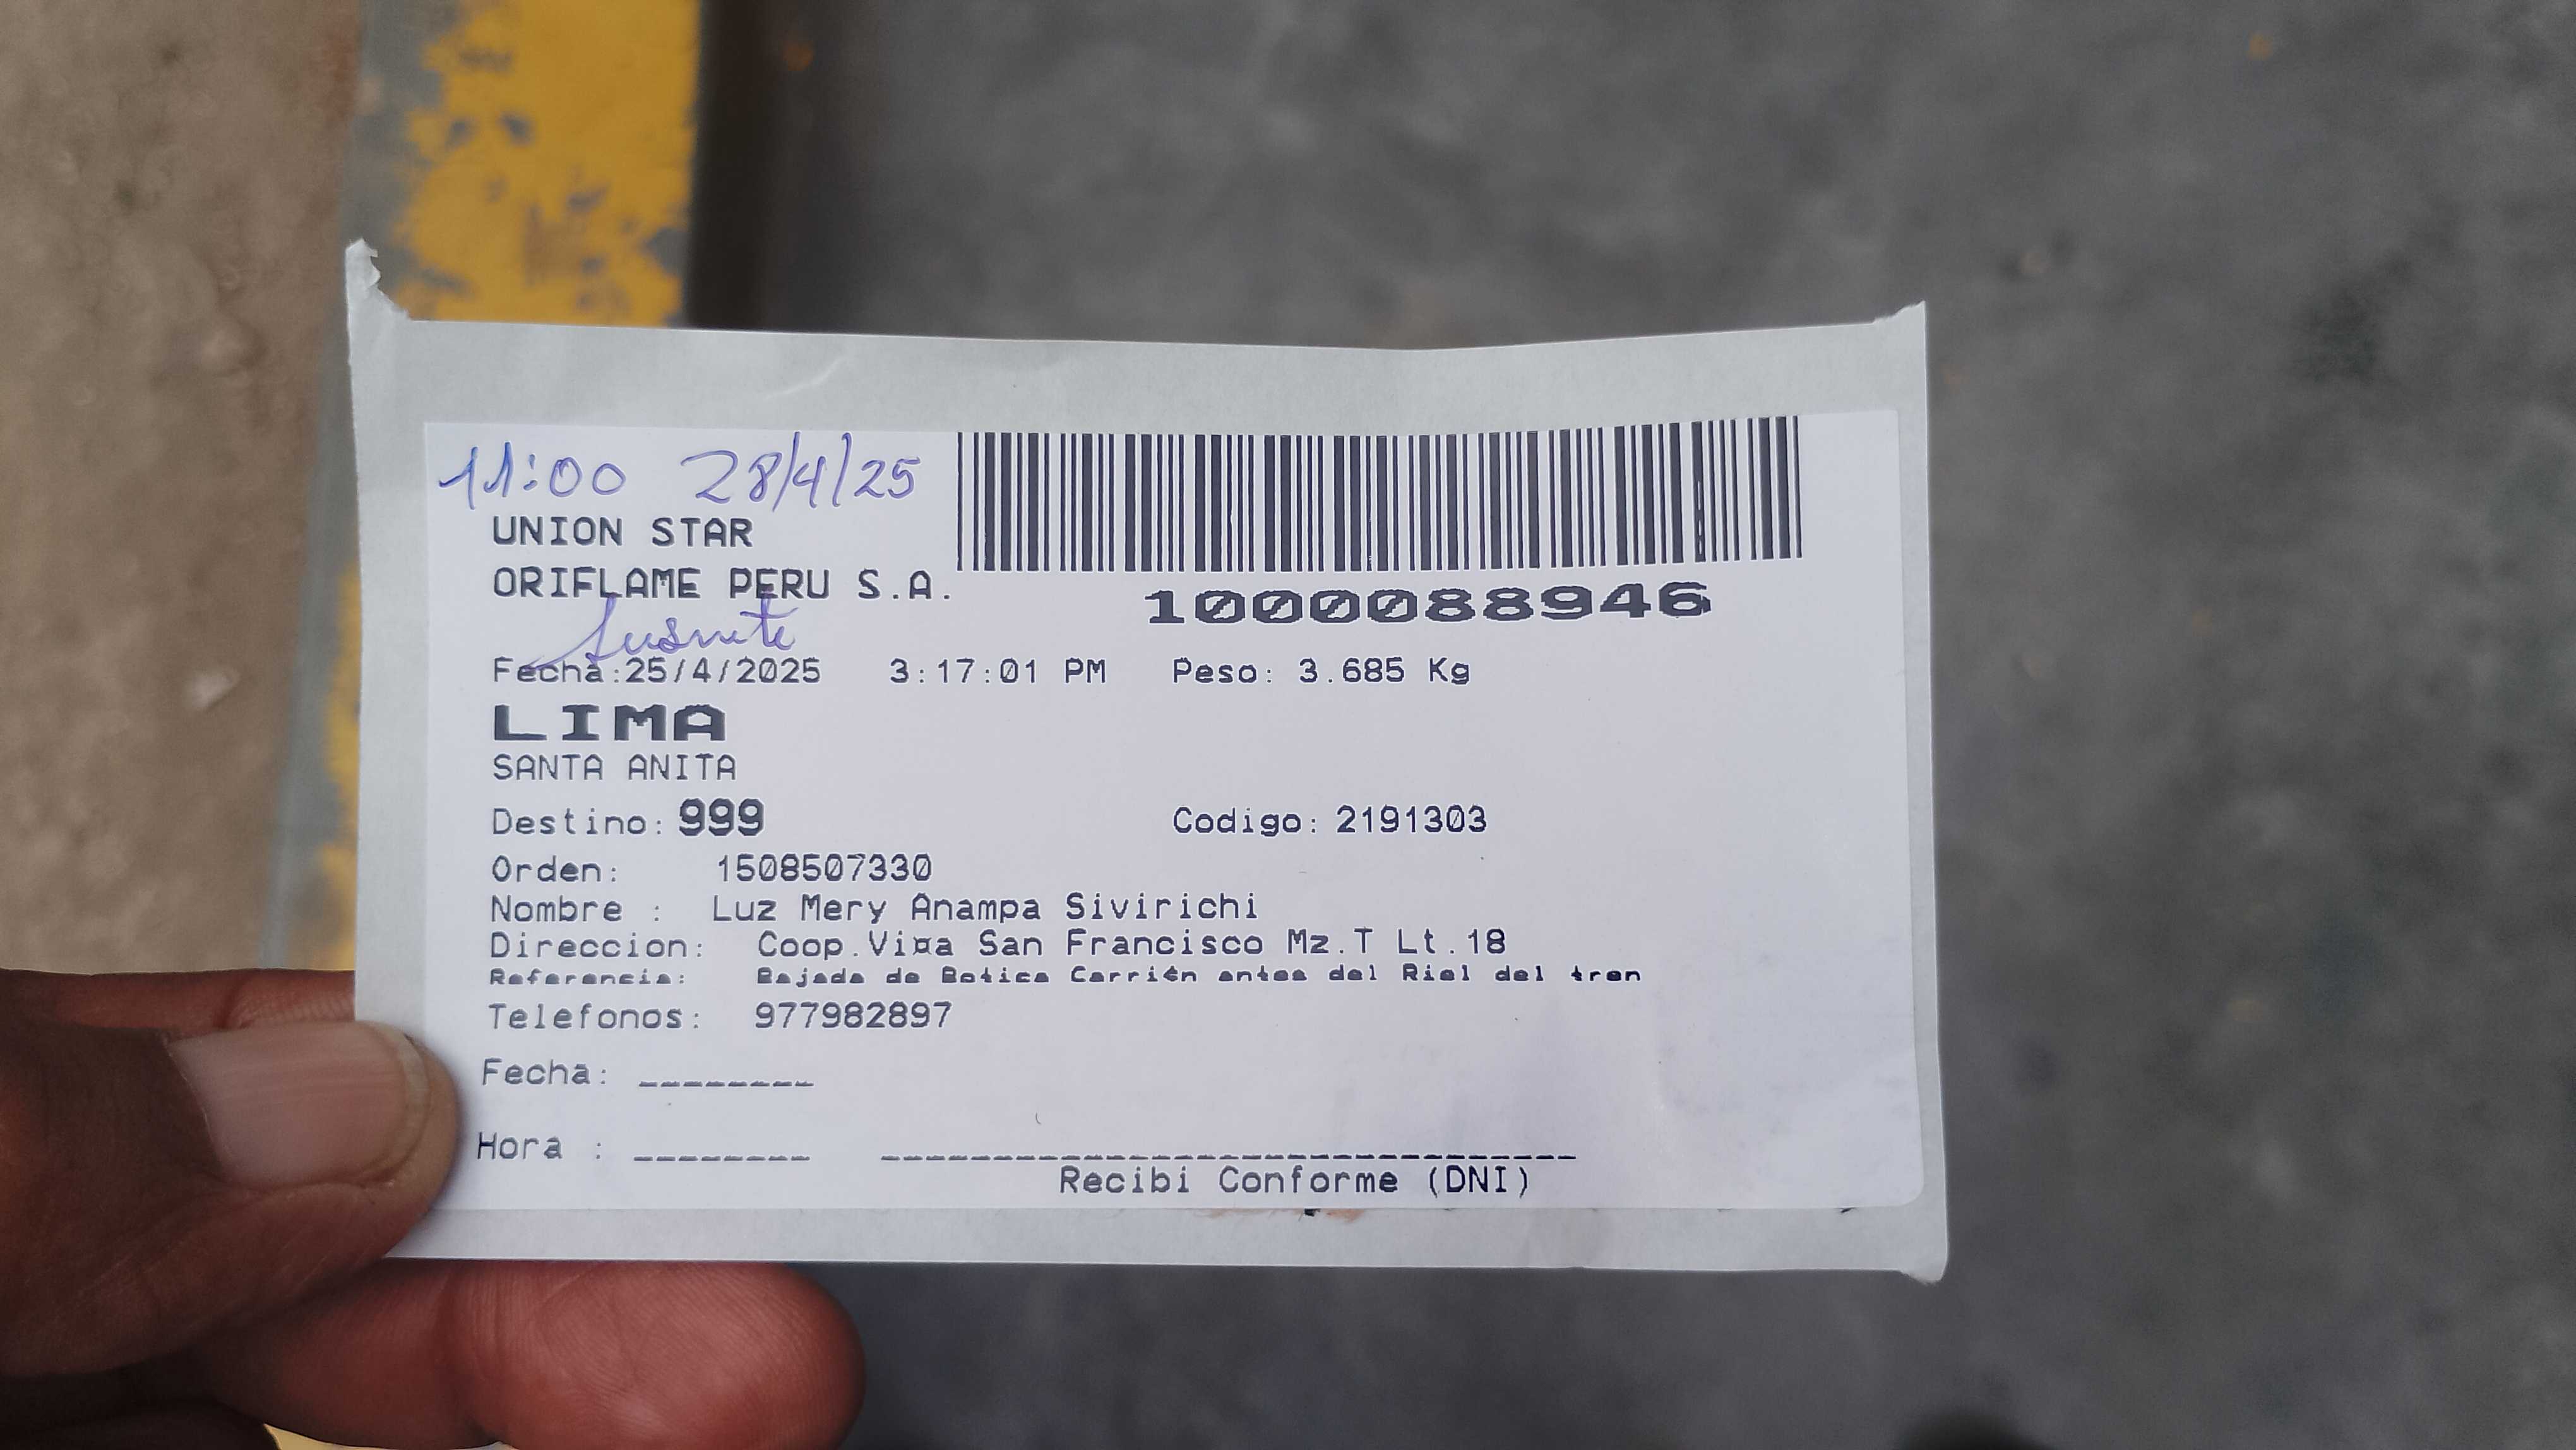 11:00 28/4/25
UNION STAR
ORIFLAME PERU S.A.
1000088946
Fecha:25/4/2025 3:17:01 PM Peso: 3.685 Kg
LIMA
SANTA ANITA
Destino: 999 Codigo: 2191303
Orden: 1508507330
Nombre : Luz Mery Anampa Sivirichi
Direccion: Coop.Vi¤a San Francisco Mz.T Lt.18
Referencia: Bajada de Botica Carrión antes del Riel del tren
Telefonos: 977982897
Fecha: ________
Hora : ________
Recibi Conforme (DNI)